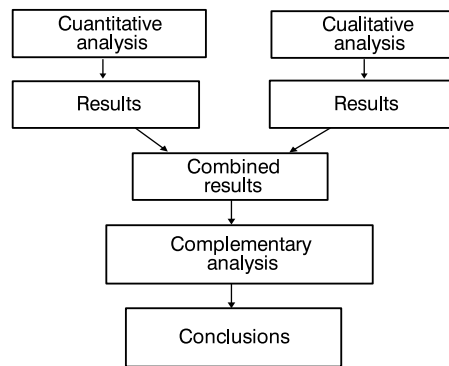 Cuantitative
analysis
Cualitative
analysis
Results
Results
Combined
results
Complementary
analysis
Conclusions